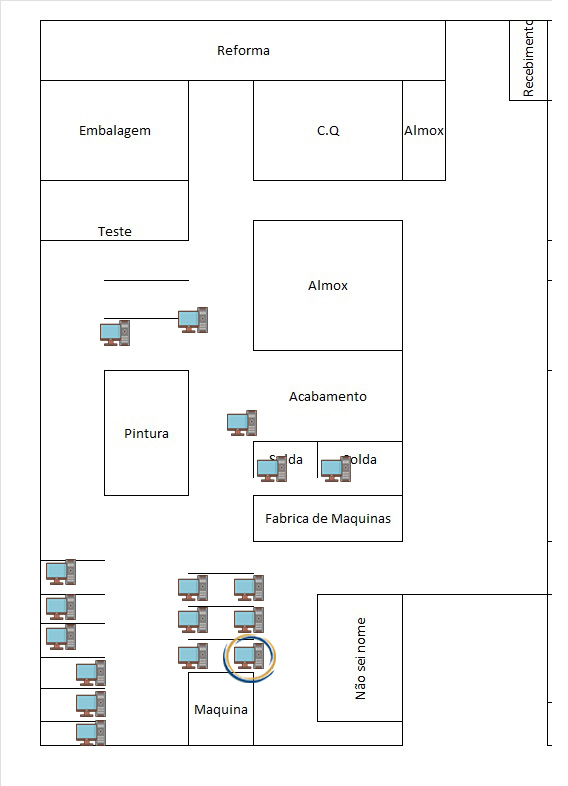 Reforma
Recebimento
Embalagem
C.Q
Almox
Teste
Almox
Acabamento
Pintura
Solda
Solda
Fabrica de Maquinas
Não sei nome
Maquina